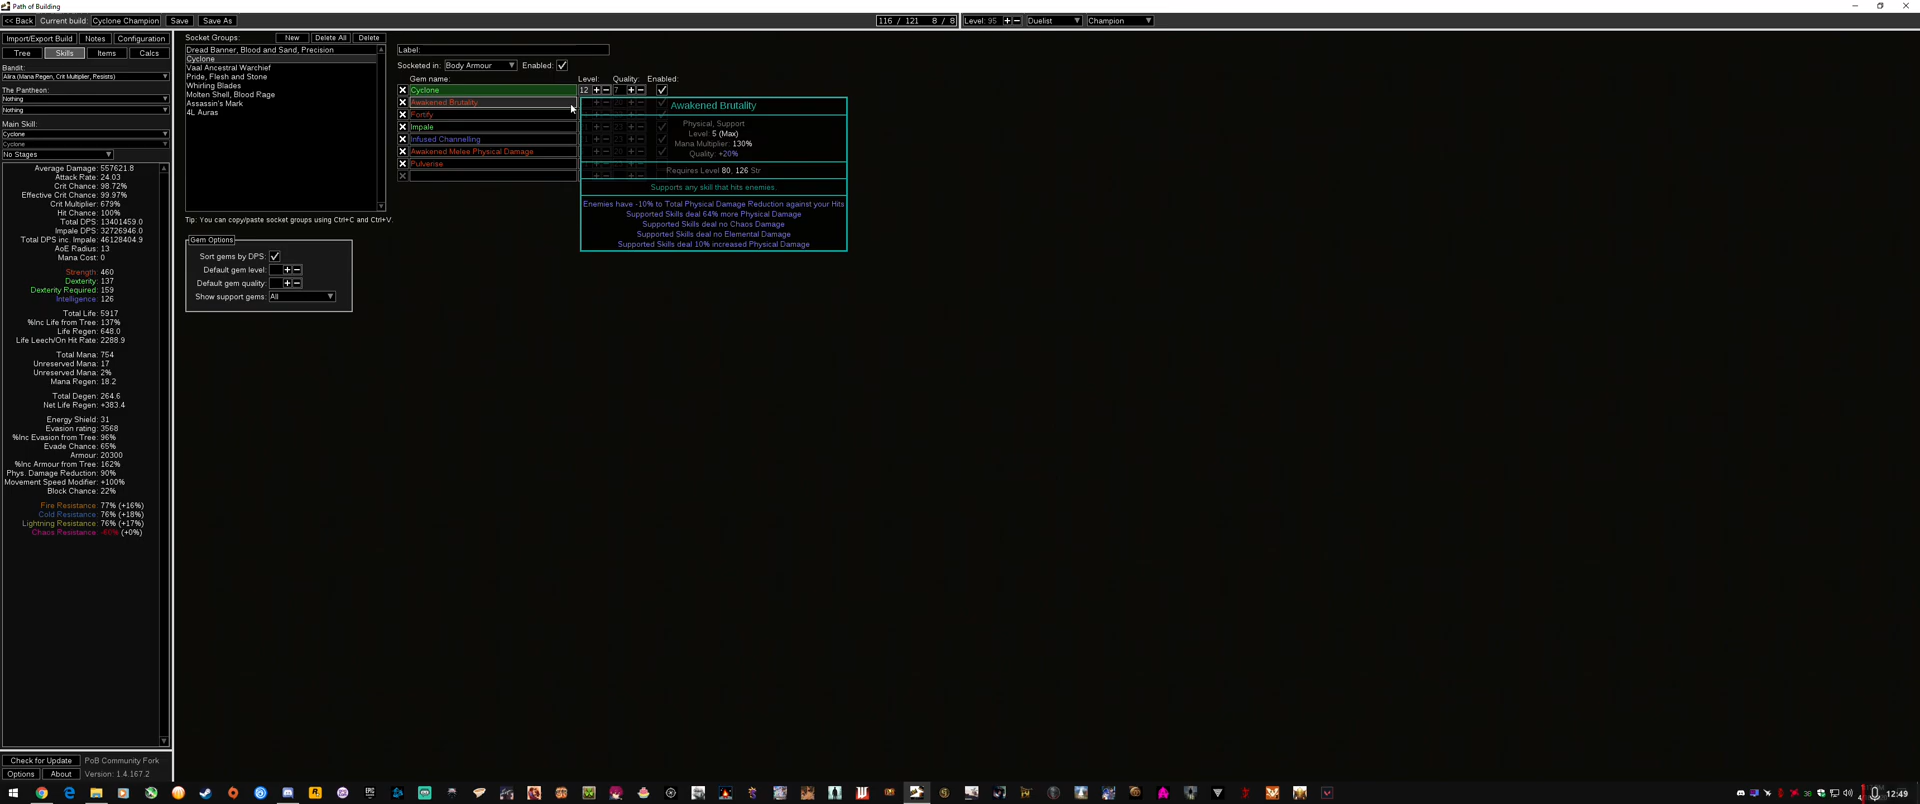 Path of Building
<< Back Current build: Cyclone Champion Save Save As 116 / 121 8 / 8 Level: 95 + − Duelist Champion
Import/Export Build Notes Configuration
Tree Skills Items Calcs
Bandit:
Alira (Mana Regen, Crit Multiplier, Resists)
The Pantheon:
Nothing
Nothing
Main Skill:
Cyclone
Cyclone
No Stages
Average Damage: 557621.8
Attack Rate: 24.03
Crit Chance: 98.72%
Effective Crit Chance: 99.97%
Crit Multiplier: 679%
Hit Chance: 100%
Total DPS: 13401459.0
Impale DPS: 32726946.0
Total DPS inc. Impale: 46128404.9
AoE Radius: 13
Mana Cost: 0
Strength: 460
Dexterity: 137
Dexterity Required: 159
Intelligence: 126
Total Life: 5917
%Inc Life from Tree: 137%
Life Regen: 648.0
Life Leech/On Hit Rate: 2288.9
Total Mana: 754
Unreserved Mana: 17
Unreserved Mana: 2%
Mana Regen: 18.2
Total Degen: 264.6
Net Life Regen: +383.4
Energy Shield: 31
Evasion rating: 3568
%Inc Evasion from Tree: 96%
Evade Chance: 65%
Armour: 20300
%Inc Armour from Tree: 162%
Phys. Damage Reduction: 90%
Movement Speed Modifier: +100%
Block Chance: 22%
Fire Resistance: 77% (+16%)
Cold Resistance: 76% (+18%)
Lightning Resistance: 76% (+17%)
Chaos Resistance: (+0%)
Check for Update PoB Community Fork
Options About Version: 1.4.167.2
Socket Groups: New Delete All Delete
Dread Banner, Blood and Sand, Precision
Cyclone
Vaal Ancestral Warchief
Pride, Flesh and Stone
Whirling Blades
Molten Shell, Blood Rage
Assassin's Mark
4L Auras
Tip: You can copy/paste socket groups using Ctrl+C and Ctrl+V.
Gem Options
Sort gems by DPS:
Default gem level: + −
Default gem quality: + −
Show support gems: All
Label:
Socketed in: Body Armour Enabled:
Gem name: Level: Quality: Enabled:
Cyclone 12 + − 7 + −
Awakened Brutality
Fortify
Impale
Infused Channelling
Awakened Melee Physical Damage
Pulverise
Awakened Brutality
Physical, Support
Level: 5 (Max)
Mana Multiplier: 130%
Quality: +20%
Requires Level 80, 126 Str
Supports any skill that hits enemies.
Enemies have -10% to Total Physical Damage Reduction against your Hits
Supported Skills deal 64% more Physical Damage
Supported Skills deal no Chaos Damage
Supported Skills deal no Elemental Damage
Supported Skills deal 10% increased Physical Damage
12:49